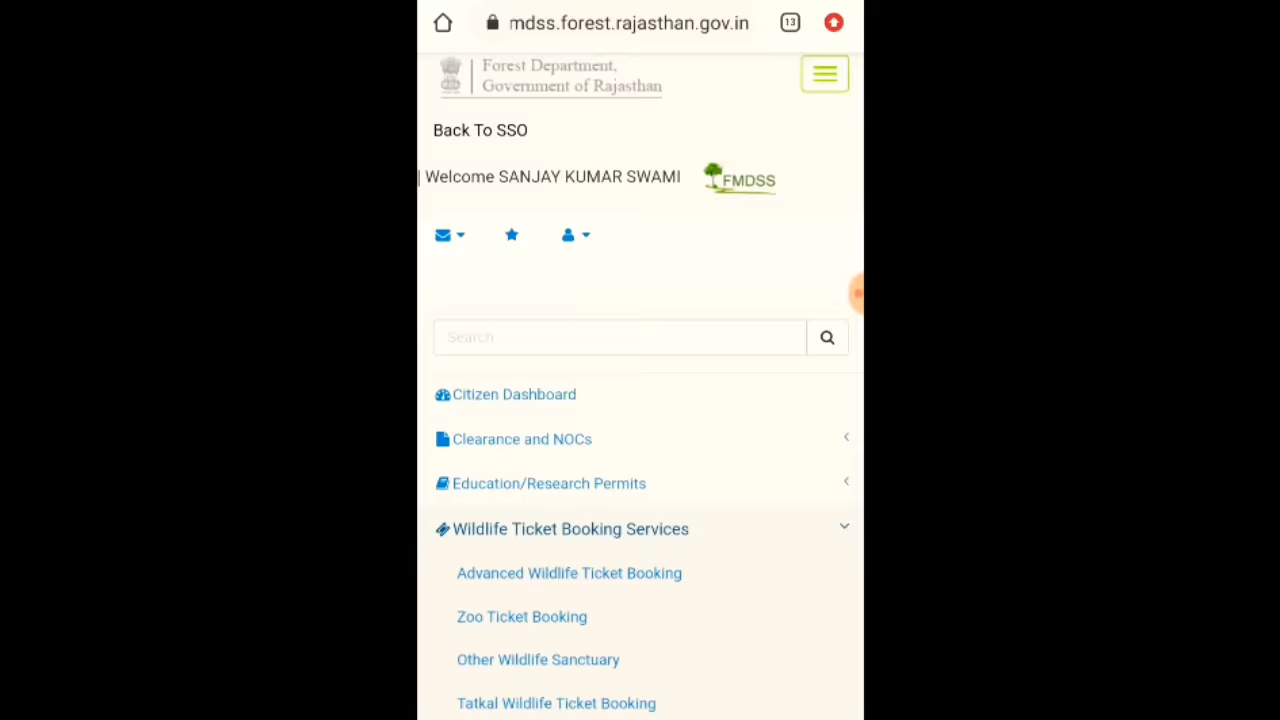 mdss.forest.rajasthan.gov.in
13
Forest Department,
Government of Rajasthan
Back To SSO
| Welcome SANJAY KUMAR SWAMI
FMDSS
Search
Citizen Dashboard
Clearance and NOCs
Education/Research Permits
Wildlife Ticket Booking Services
Advanced Wildlife Ticket Booking
Zoo Ticket Booking
Other Wildlife Sanctuary
Tatkal Wildlife Ticket Booking